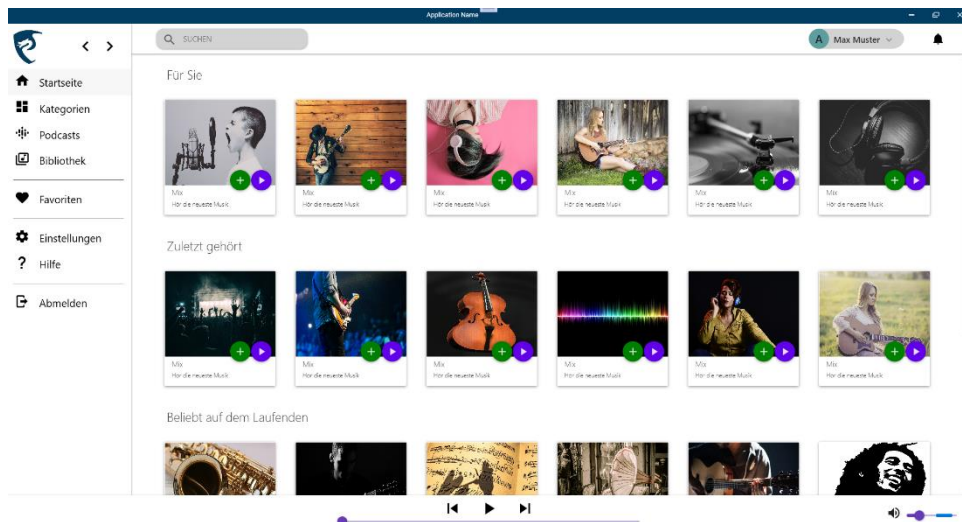 Application Name
SUCHEN
A Max Muster
Startseite
Kategorien
Podcasts
Bibliothek
Favoriten
Einstellungen
? Hilfe
Abmelden
Für Sie
Mix
Hör die neueste Musik
Mix
Hör die neueste Musik
Mix
Hör die neueste Musik
Mix
Hör die neueste Musik
Mix
Hör die neueste Musik
Mix
Hör die neueste Musik
Zuletzt gehört
Mix
Hör die neueste Musik
Mix
Hör die neueste Musik
Mix
Hör die neueste Musik
Mix
Hör die neueste Musik
Mix
Hör die neueste Musik
Mix
Hör die neueste Musik
Beliebt auf dem Laufenden